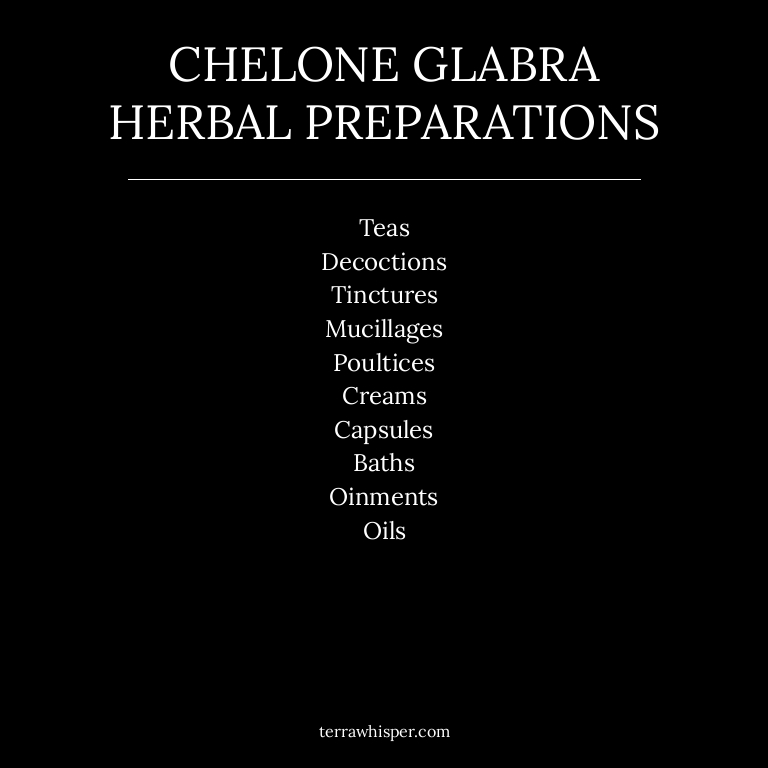 CHELONE GLABRA
HERBAL PREPARATIONS
Teas
Decoctions
Tinctures
Mucillages
Poultices
Creams
Capsules
Baths
Oinments
Oils
terrawhisper.com